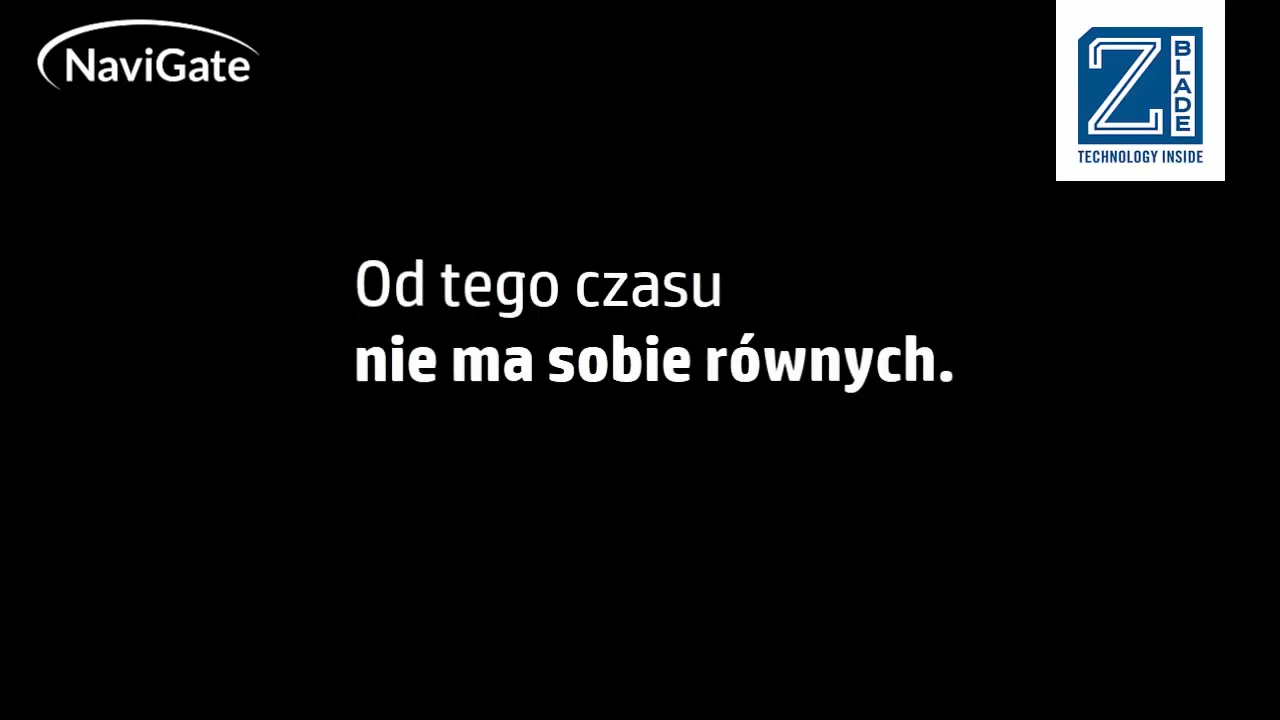 NaviGate
Z
BLADE
TECHNOLOGY INSIDE
Od tego czasu
nie ma sobie równych.